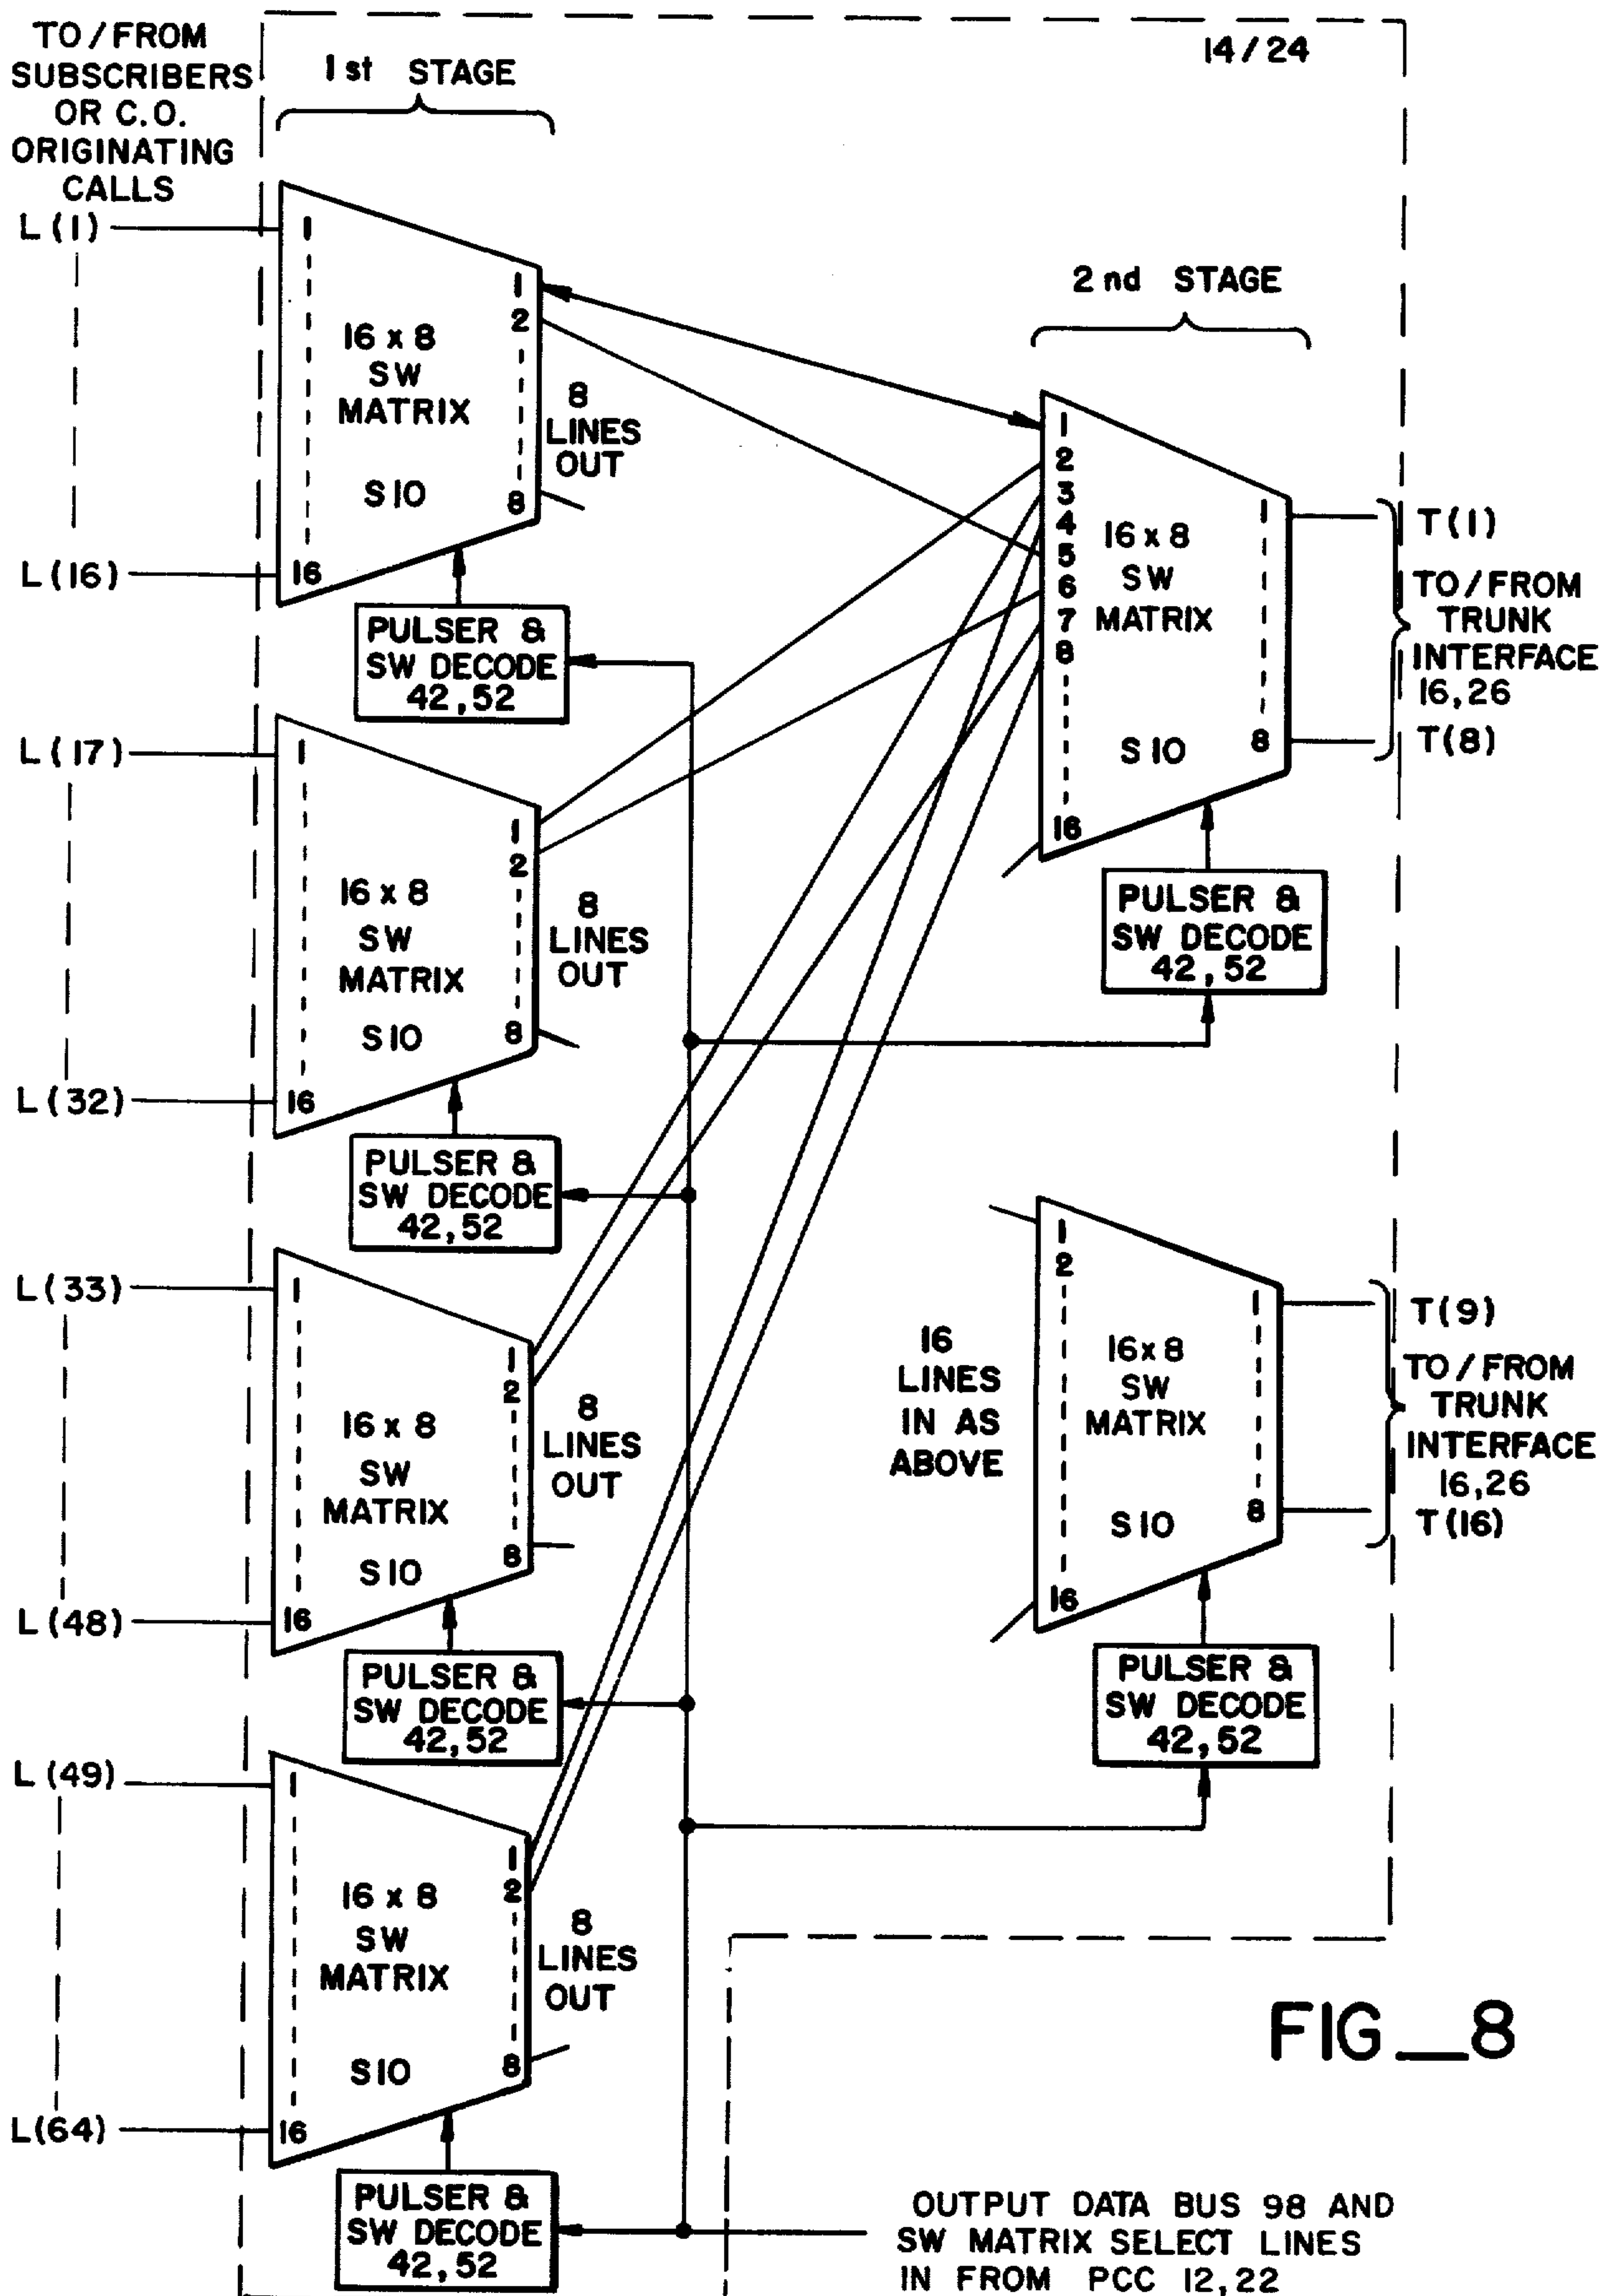 TO/FROM
SUBSCRIBERS
OR C.O.
ORIGINATING
CALLS
14/24
1st STAGE
L(1)
L(16)
1
16
16 x 8
SW
MATRIX
S10
1
2
8
8
LINES
OUT
PULSER &
SW DECODE
42,52
2nd STAGE
1
2
3
4
5
6
7
8
16
16 x 8
SW
MATRIX
S10
1
8
T(1)
TO/FROM
TRUNK
INTERFACE
16,26
T(8)
PULSER &
SW DECODE
42,52
L(17)
L(32)
1
16
16 x 8
SW
MATRIX
S10
1
2
8
8
LINES
OUT
PULSER &
SW DECODE
42,52
L(33)
L(48)
1
16
16 x 8
SW
MATRIX
S10
1
2
8
8
LINES
OUT
PULSER &
SW DECODE
42,52
16
LINES
IN AS
ABOVE
1
2
16
16x8
SW
MATRIX
S10
1
8
T(9)
TO/FROM
TRUNK
INTERFACE
16,26
T(16)
PULSER &
SW DECODE
42,52
L(49)
L(64)
1
16
16 x 8
SW
MATRIX
S10
1
2
8
8
LINES
OUT
PULSER &
SW DECODE
42,52
FIG_8
OUTPUT DATA BUS 98 AND
SW MATRIX SELECT LINES
IN FROM PCC 12,22